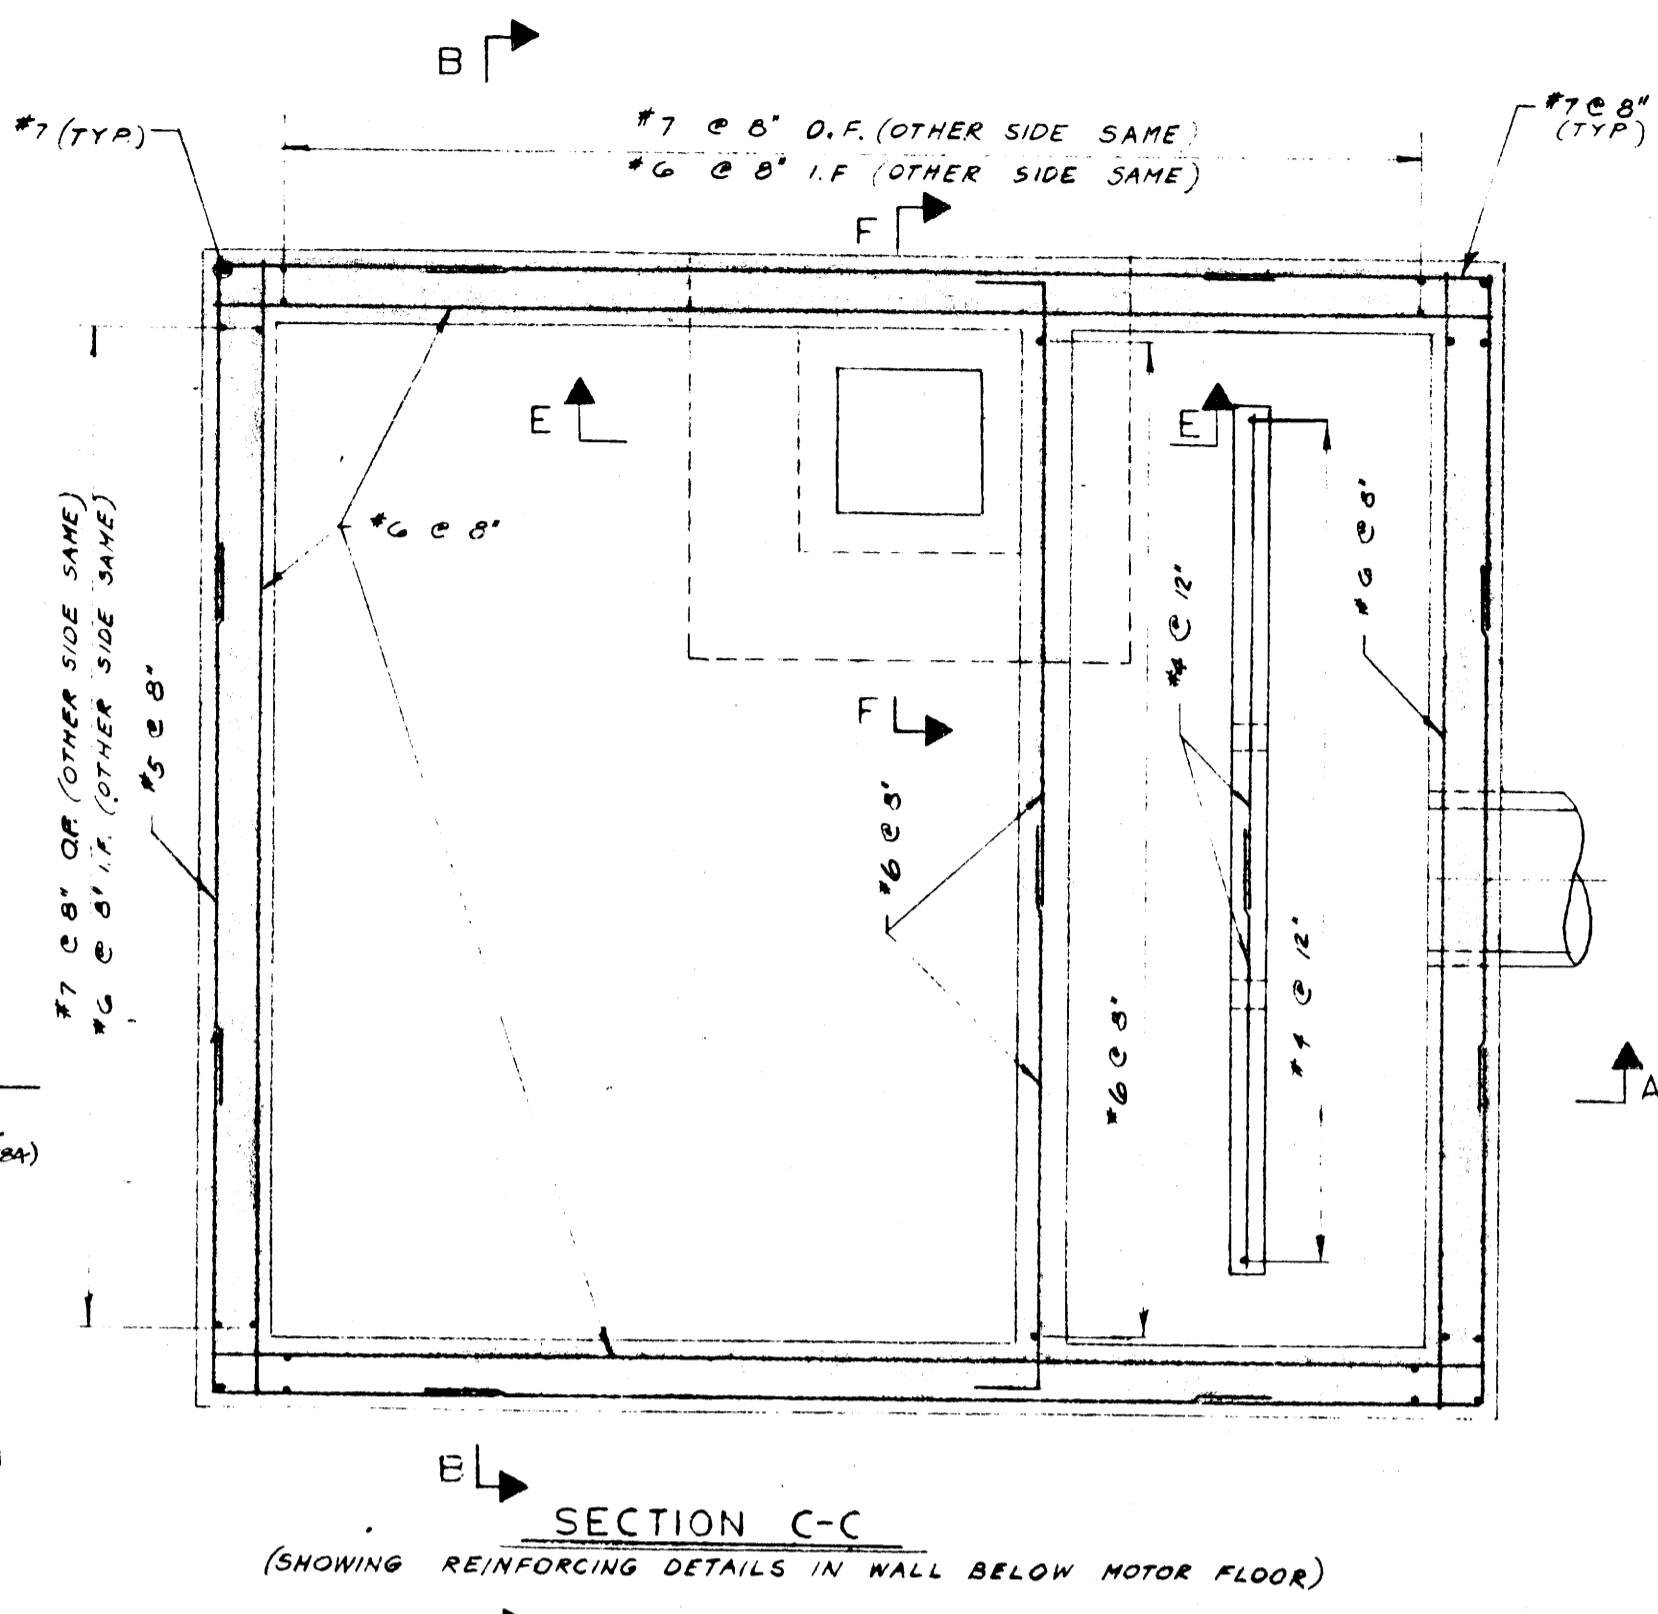 B
#7 (TYP.)
#7 @ 8" O.F. (OTHER SIDE SAME)
#6 @ 8" I.F (OTHER SIDE SAME)
#7 @ 8"
(TYP)
F
E
E
#6 @ 8"
#6 @ 8"
#4 @ 12"
#7 @ 8" O.F. (OTHER SIDE SAME)
#6 @ 8" I.F. (OTHER SIDE SAME)
#5 @ 8"
F
#6 @ 8"
#6 @ 8"
#4 @ 12"
A
8A)
B
SECTION C-C
(SHOWING REINFORCING DETAILS IN WALL BELOW MOTOR FLOOR)